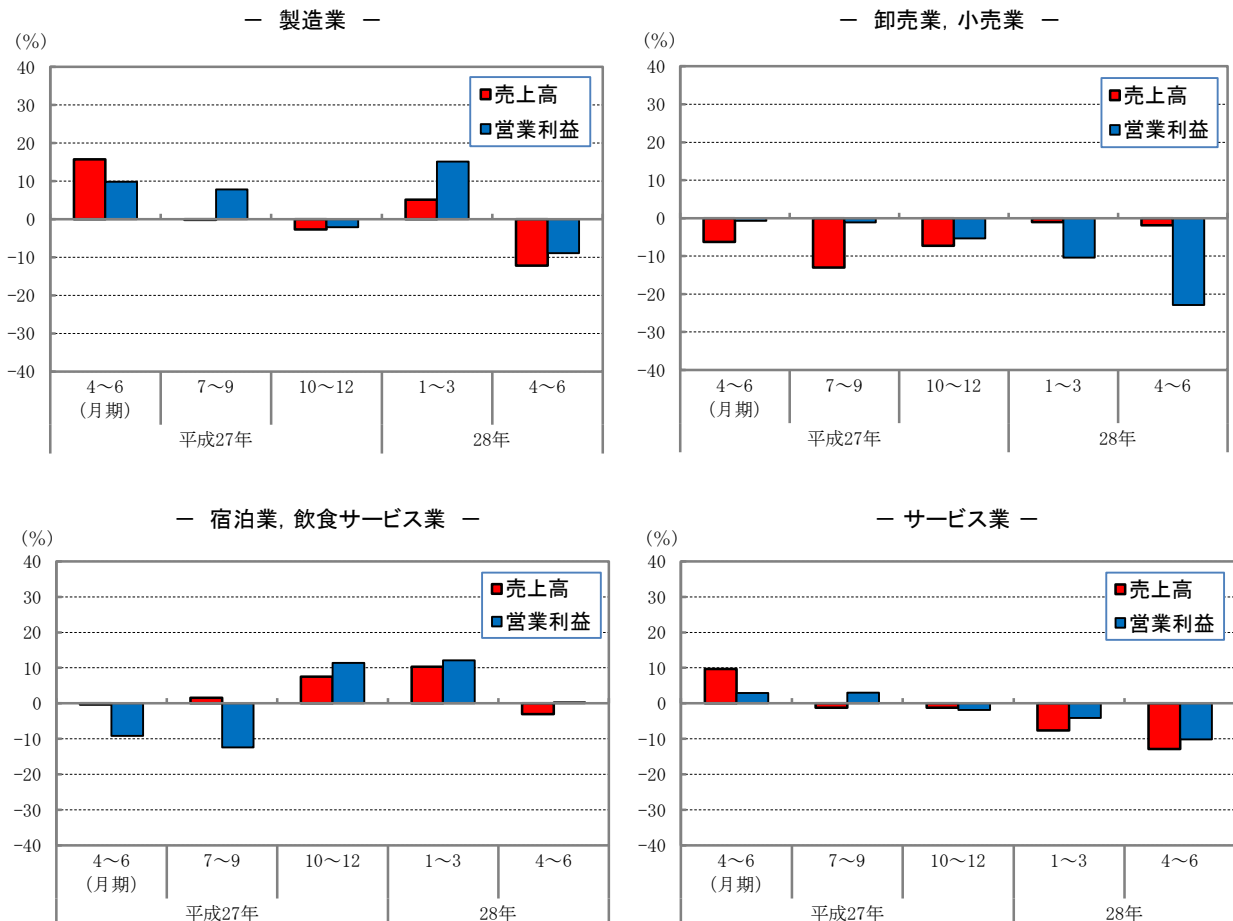 ― 製造業 ―
(%)
40
30
20
10
0
-10
-20
-30
-40
売上高
営業利益
4～6 7～9 10～12 1～3 4～6
(月期)
平成27年 28年
― 卸売業, 小売業 ―
(%)
40
30
20
10
0
-10
-20
-30
-40
売上高
営業利益
4～6 7～9 10～12 1～3 4～6
(月期)
平成27年 28年
― 宿泊業, 飲食サービス業 ―
(%)
40
30
20
10
0
-10
-20
-30
-40
売上高
営業利益
4～6 7～9 10～12 1～3 4～6
(月期)
平成27年 28年
― サービス業 ―
(%)
40
30
20
10
0
-10
-20
-30
-40
売上高
営業利益
4～6 7～9 10～12 1～3 4～6
(月期)
平成27年 28年